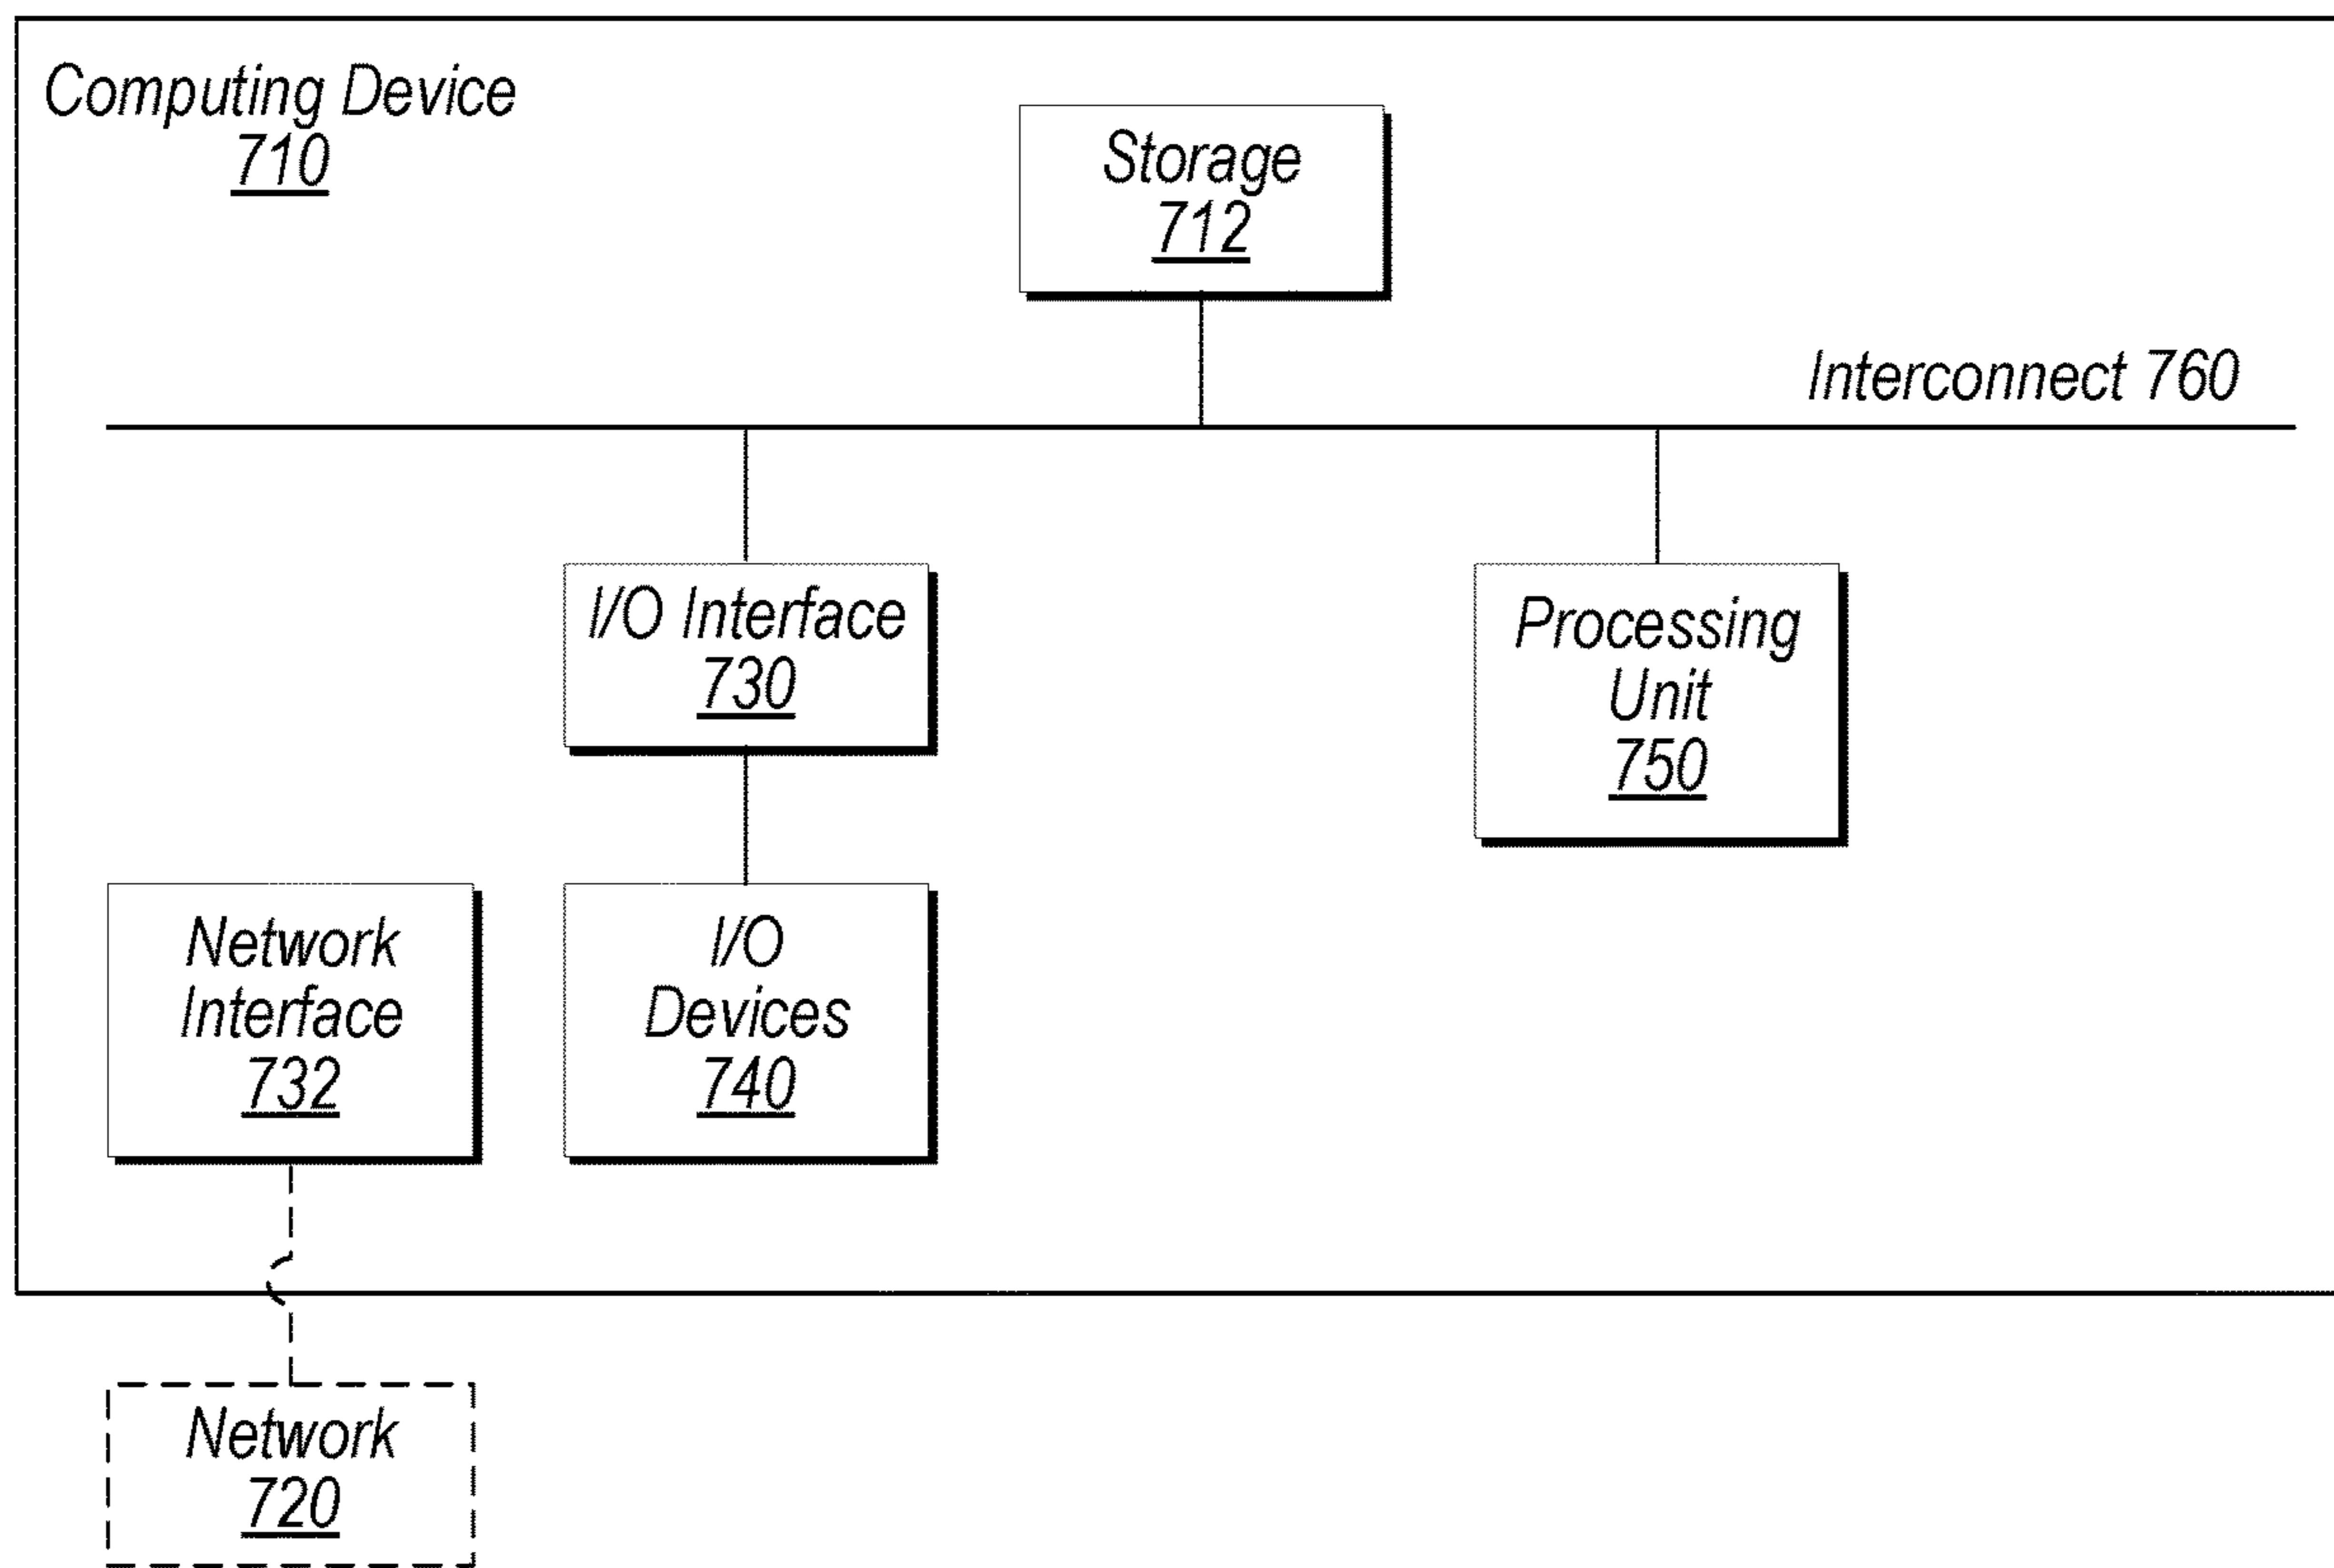 Computing Device
710
Storage
712
Interconnect 760
I/O Interface
730
Processing
Unit
750
Network
Interface
732
I/O
Devices
740
Network
720